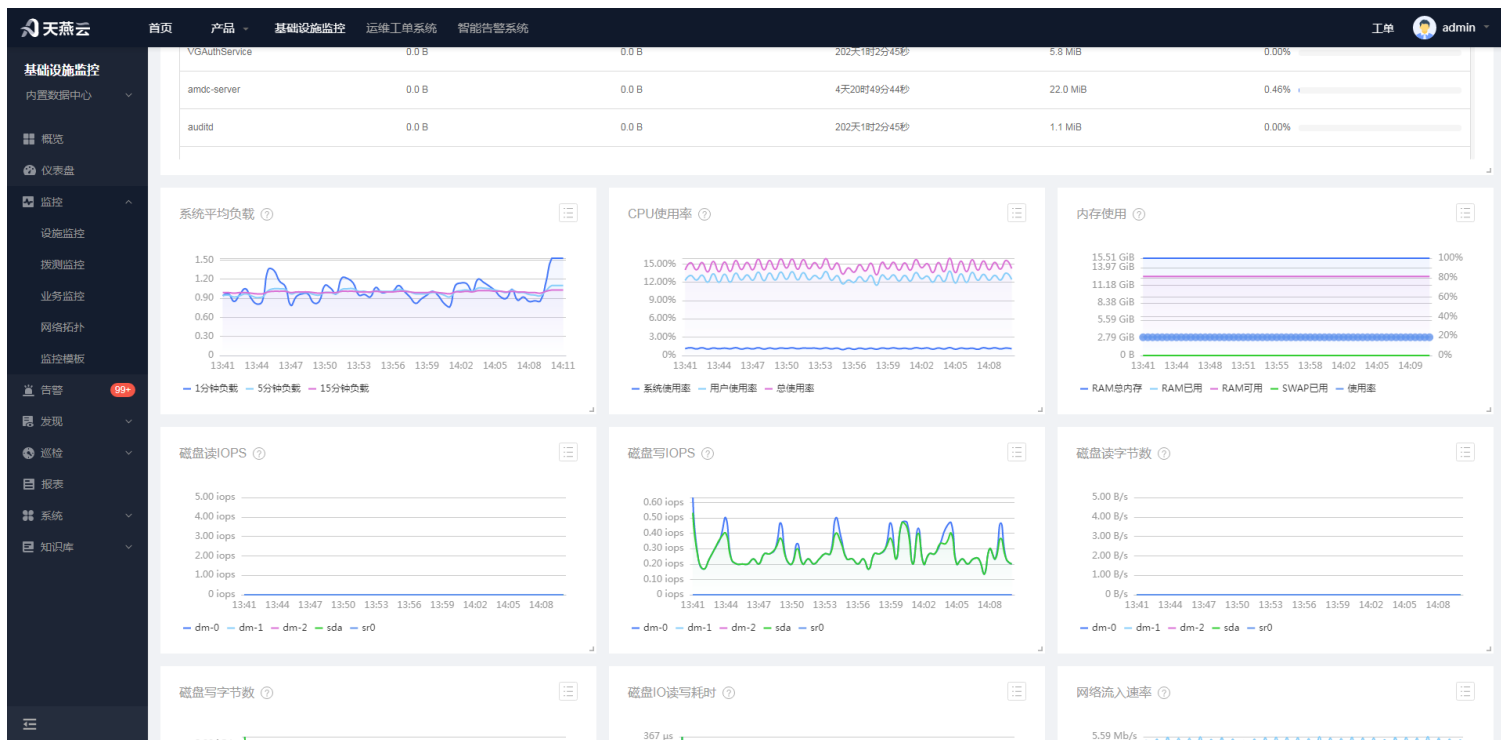 天燕云 首页 产品 基础设施监控 运维工单系统 智能告警系统 工单 admin
基础设施监控
内置数据中心
概览
仪表盘
监控
设施监控
拨测监控
业务监控
网络拓扑
监控模板
告警 99+
发现
巡检
报表
系统
知识库
VGAuthService 0.0 B 0.0 B 202天1时2分45秒 5.8 MiB 0.00%
amdc-server 0.0 B 0.0 B 4天20时49分44秒 22.0 MiB 0.46%
auditd 0.0 B 0.0 B 202天1时2分45秒 1.1 MiB 0.00%
系统平均负载
1.50
1.20
0.90
0.60
0.30
0
13:41 13:44 13:47 13:50 13:53 13:56 13:59 14:02 14:05 14:08 14:11
1分钟负载 5分钟负载 15分钟负载
CPU使用率
15.00%
12.00%
9.00%
6.00%
3.00%
0%
13:41 13:44 13:47 13:50 13:53 13:56 13:59 14:02 14:05 14:08
系统使用率 用户使用率 总使用率
内存使用
15.51 GiB 100%
13.97 GiB
11.18 GiB 80%
8.38 GiB 60%
5.59 GiB 40%
2.79 GiB 20%
0 B 0%
13:41 13:44 13:48 13:51 13:55 13:58 14:02 14:05 14:09
RAM总内存 RAM已用 RAM可用 SWAP已用 使用率
磁盘读IOPS
5.00 iops
4.00 iops
3.00 iops
2.00 iops
1.00 iops
0 iops
13:41 13:44 13:47 13:50 13:53 13:56 13:59 14:02 14:05 14:08
dm-0 dm-1 dm-2 sda sr0
磁盘写IOPS
0.60 iops
0.50 iops
0.40 iops
0.30 iops
0.20 iops
0.10 iops
0 iops
13:41 13:44 13:47 13:50 13:53 13:56 13:59 14:02 14:05 14:08
dm-0 dm-1 dm-2 sda sr0
磁盘读字节数
5.00 B/s
4.00 B/s
3.00 B/s
2.00 B/s
1.00 B/s
0 B/s
13:41 13:44 13:47 13:50 13:53 13:56 13:59 14:02 14:05 14:08
dm-0 dm-1 dm-2 sda sr0
磁盘写字节数
磁盘IO读写耗时
367 μs
网络流入速率
5.59 Mb/s